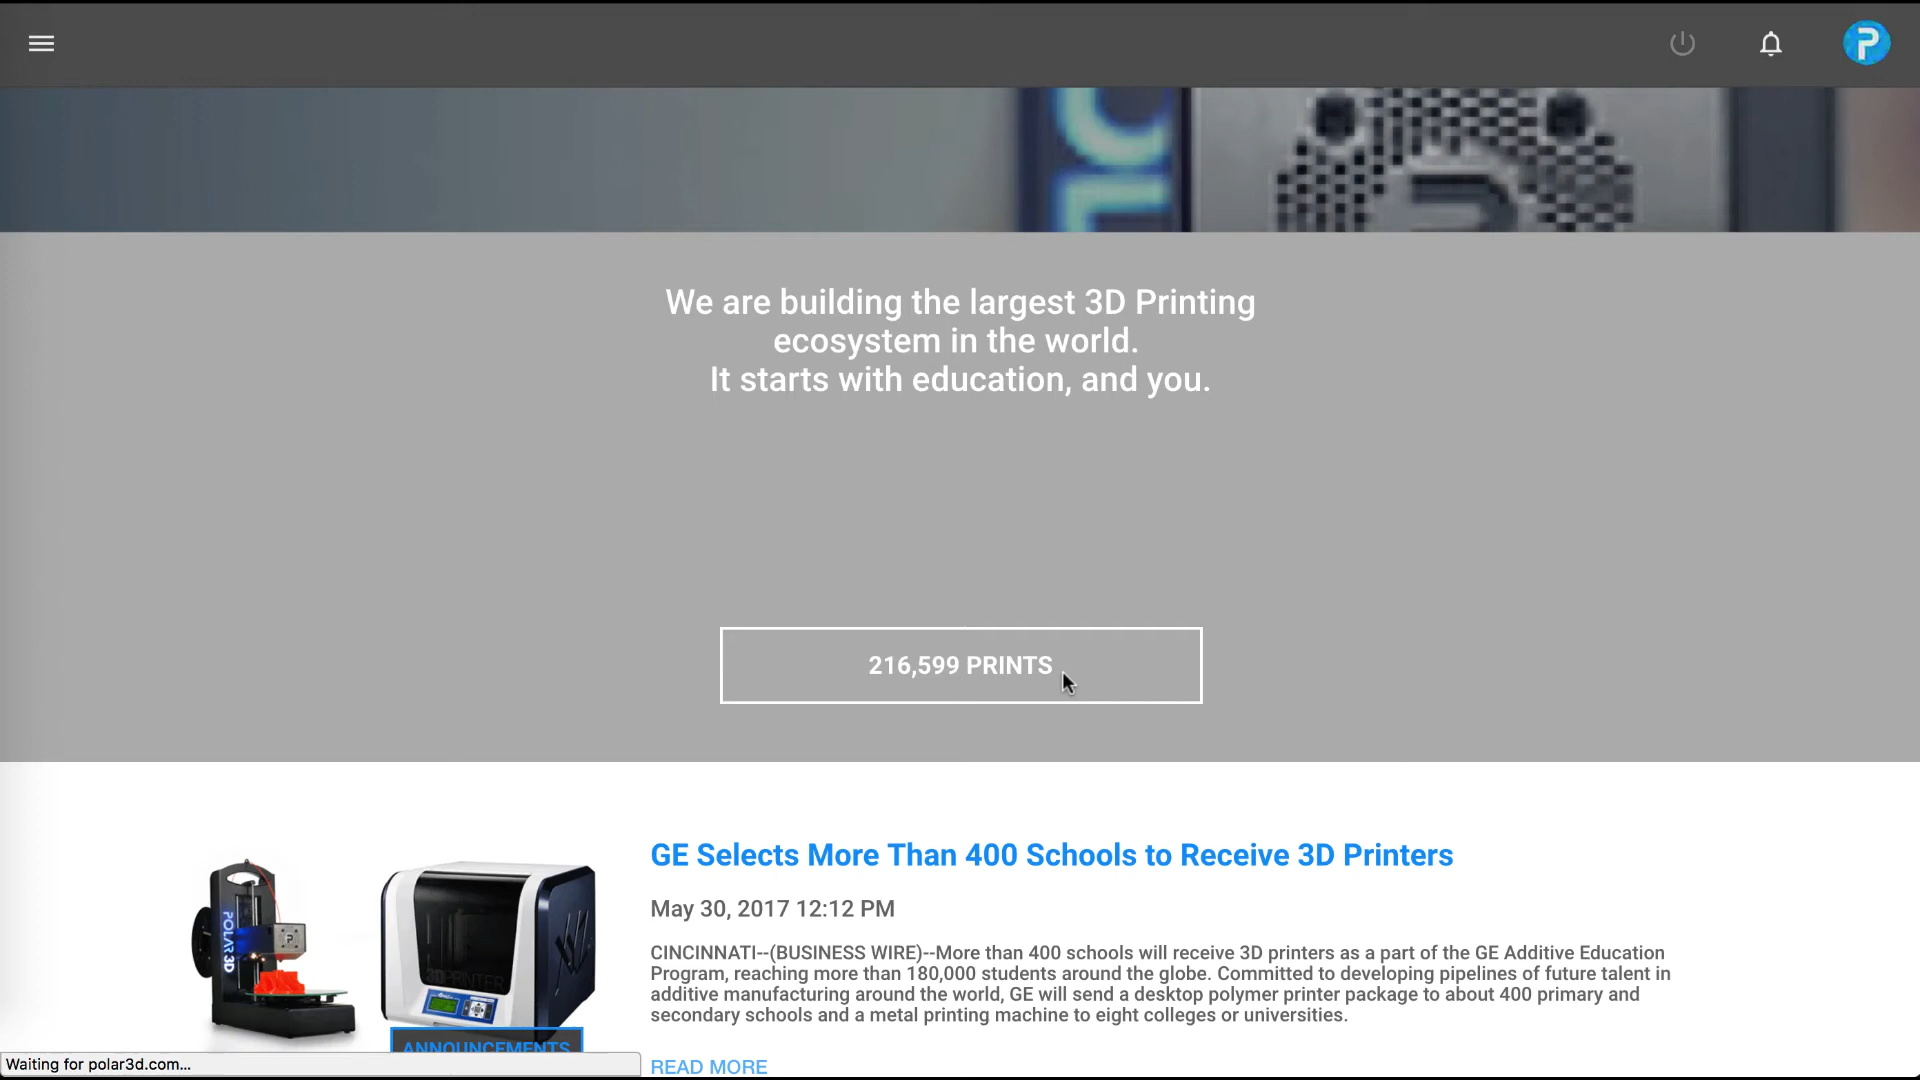 We are building the largest 3D Printing
ecosystem in the world.
It starts with education, and you.
216,599 PRINTS
GE Selects More Than 400 Schools to Receive 3D Printers
May 30, 2017 12:12 PM
CINCINNATI--(BUSINESS WIRE)--More than 400 schools will receive 3D printers as a part of the GE Additive Education
Program, reaching more than 180,000 students around the globe. Committed to developing pipelines of future talent in
additive manufacturing around the world, GE will send a desktop polymer printer package to about 400 primary and
secondary schools and a metal printing machine to eight colleges or universities.
READ MORE
POLAR 3D
3DPRINTER
ANNOUNCEMENTS
Waiting for polar3d.com...